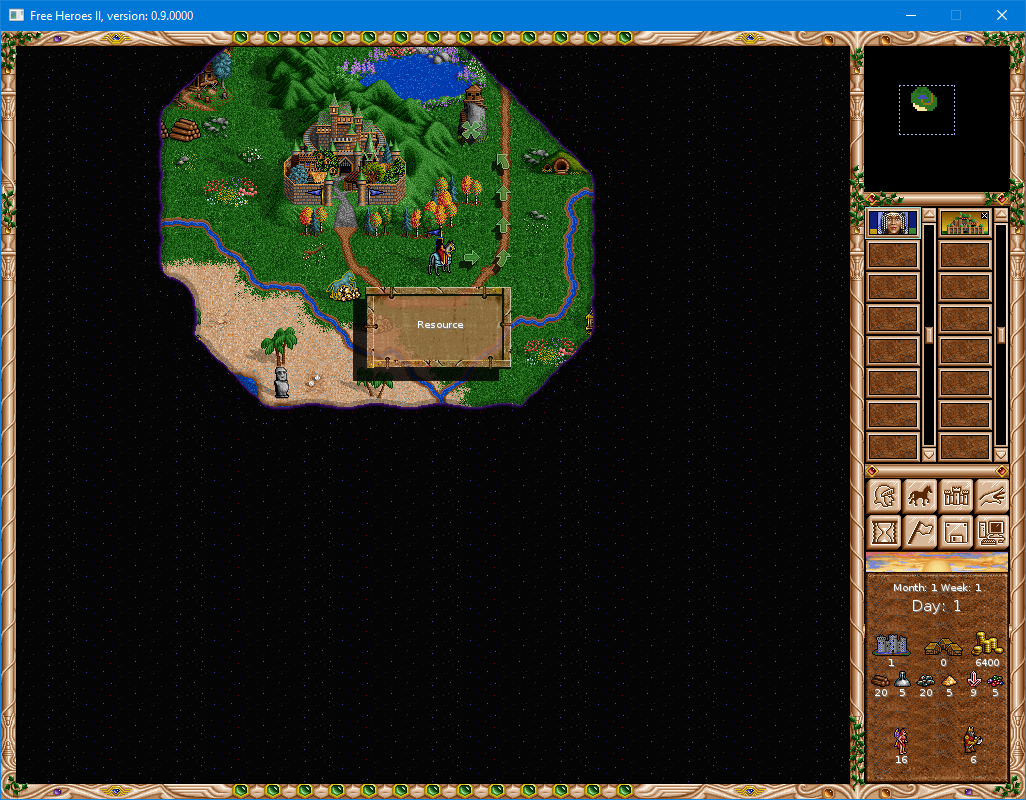 Free Heroes II, version: 0.9.0000
Resource
Month: 1 Week: 1
Day: 1
1 0 6400
20 5 20 5 9 5
16 6